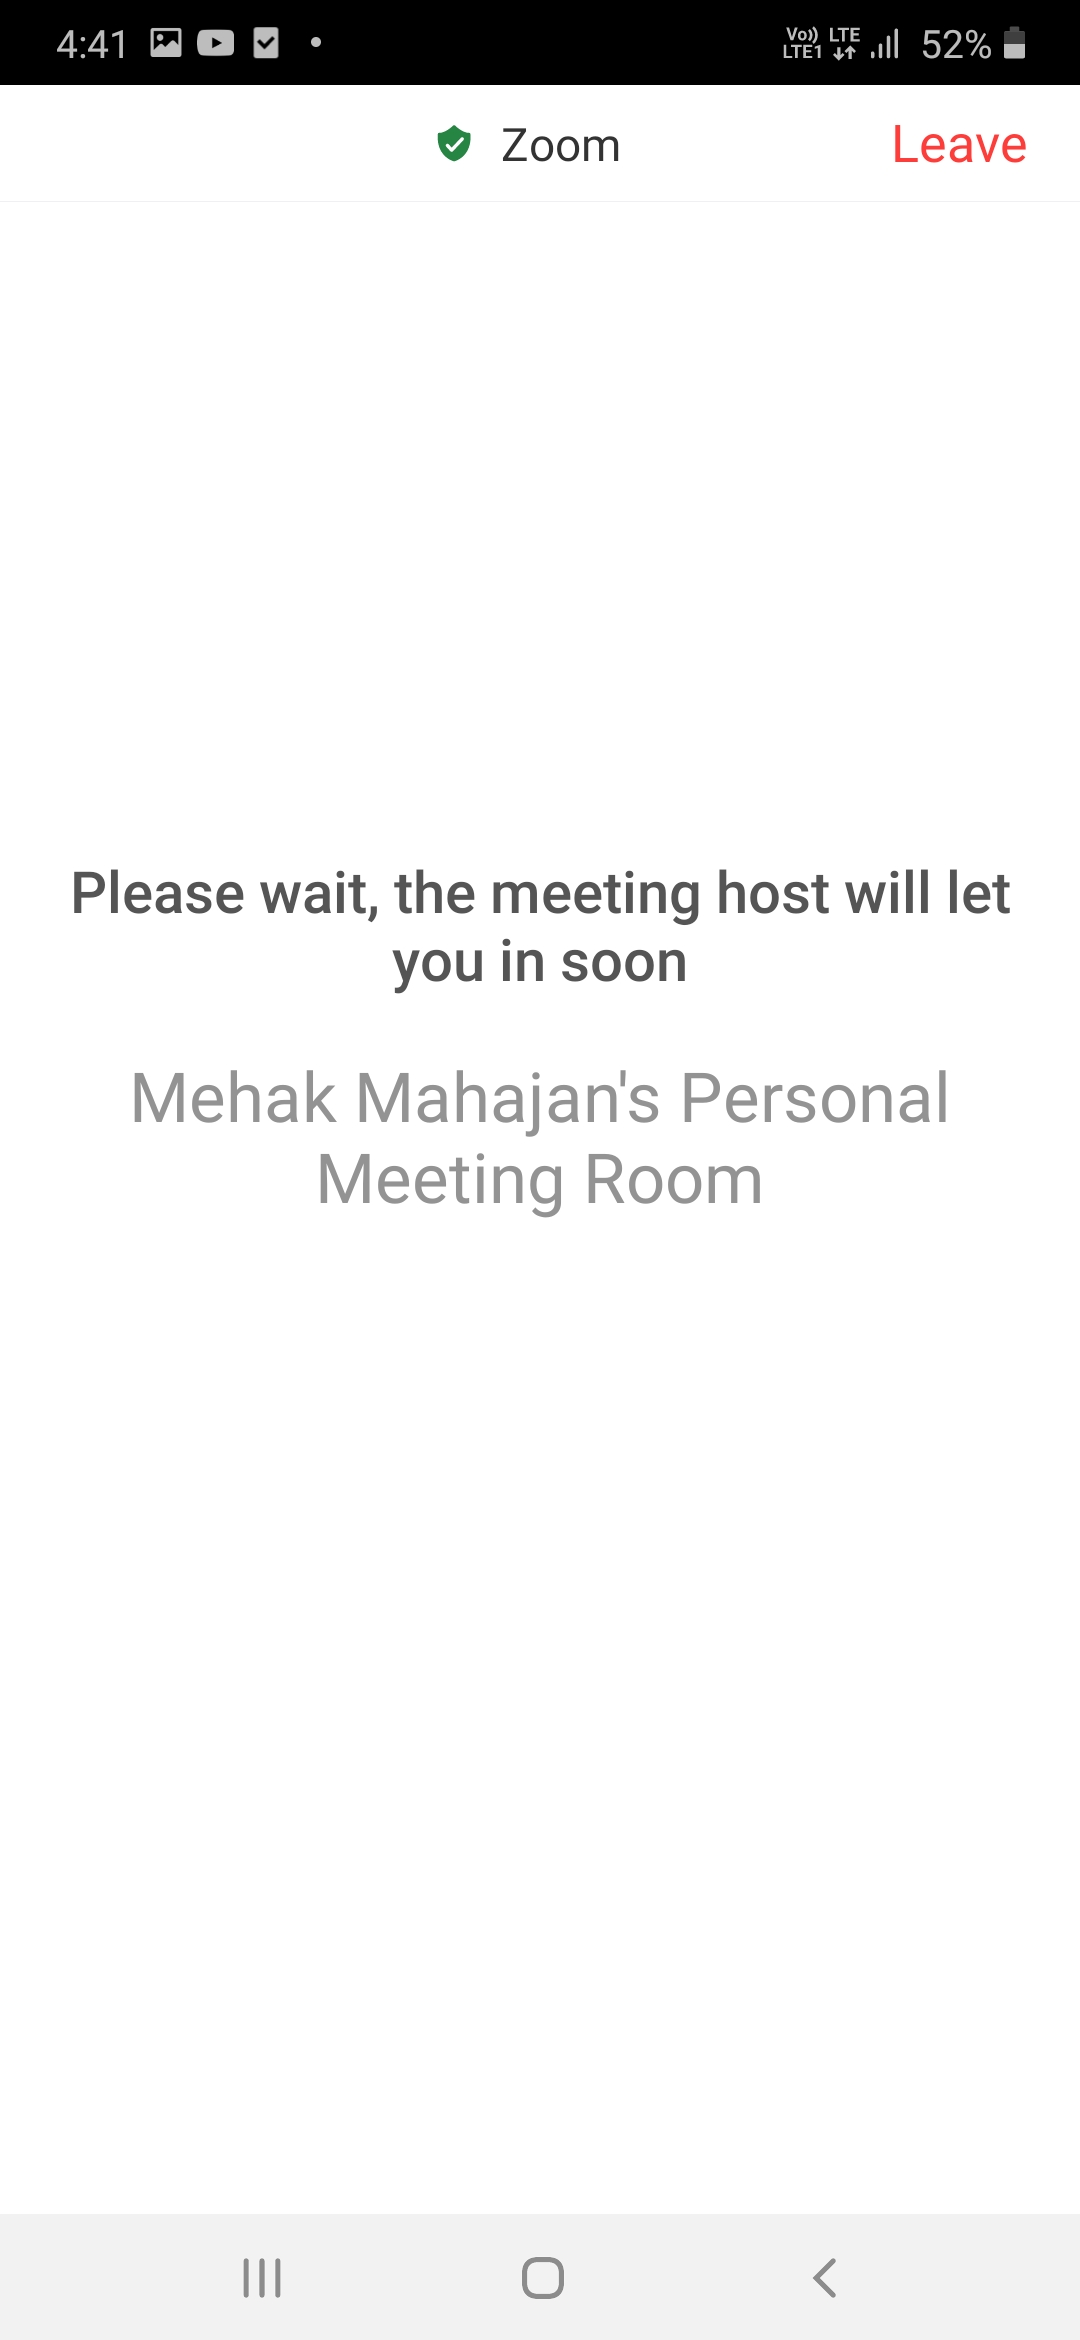 4:41
Vo)) LTE
LTE1
52%
Zoom
Leave
Please wait, the meeting host will let
you in soon
Mehak Mahajan's Personal
Meeting Room